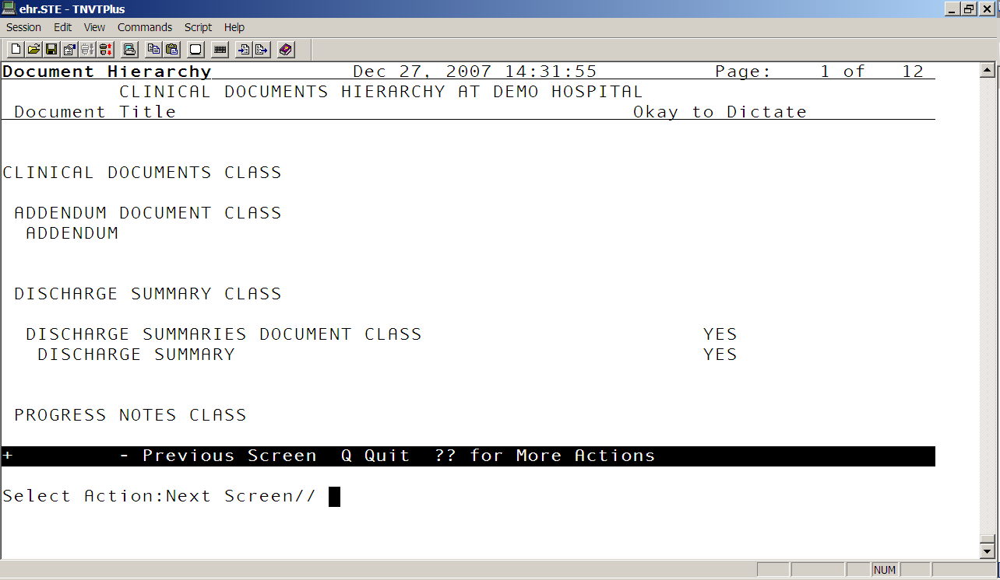 ehr.STE - TNVTPlus
Session Edit View Commands Script Help
Document Hierarchy Dec 27, 2007 14:31:55 Page: 1 of 12
CLINICAL DOCUMENTS HIERARCHY AT DEMO HOSPITAL
Document Title Okay to Dictate
CLINICAL DOCUMENTS CLASS
ADDENDUM DOCUMENT CLASS
ADDENDUM
DISCHARGE SUMMARY CLASS
DISCHARGE SUMMARIES DOCUMENT CLASS YES
DISCHARGE SUMMARY YES
PROGRESS NOTES CLASS
+ - Previous Screen Q Quit ?? for More Actions
Select Action:Next Screen//
NUM